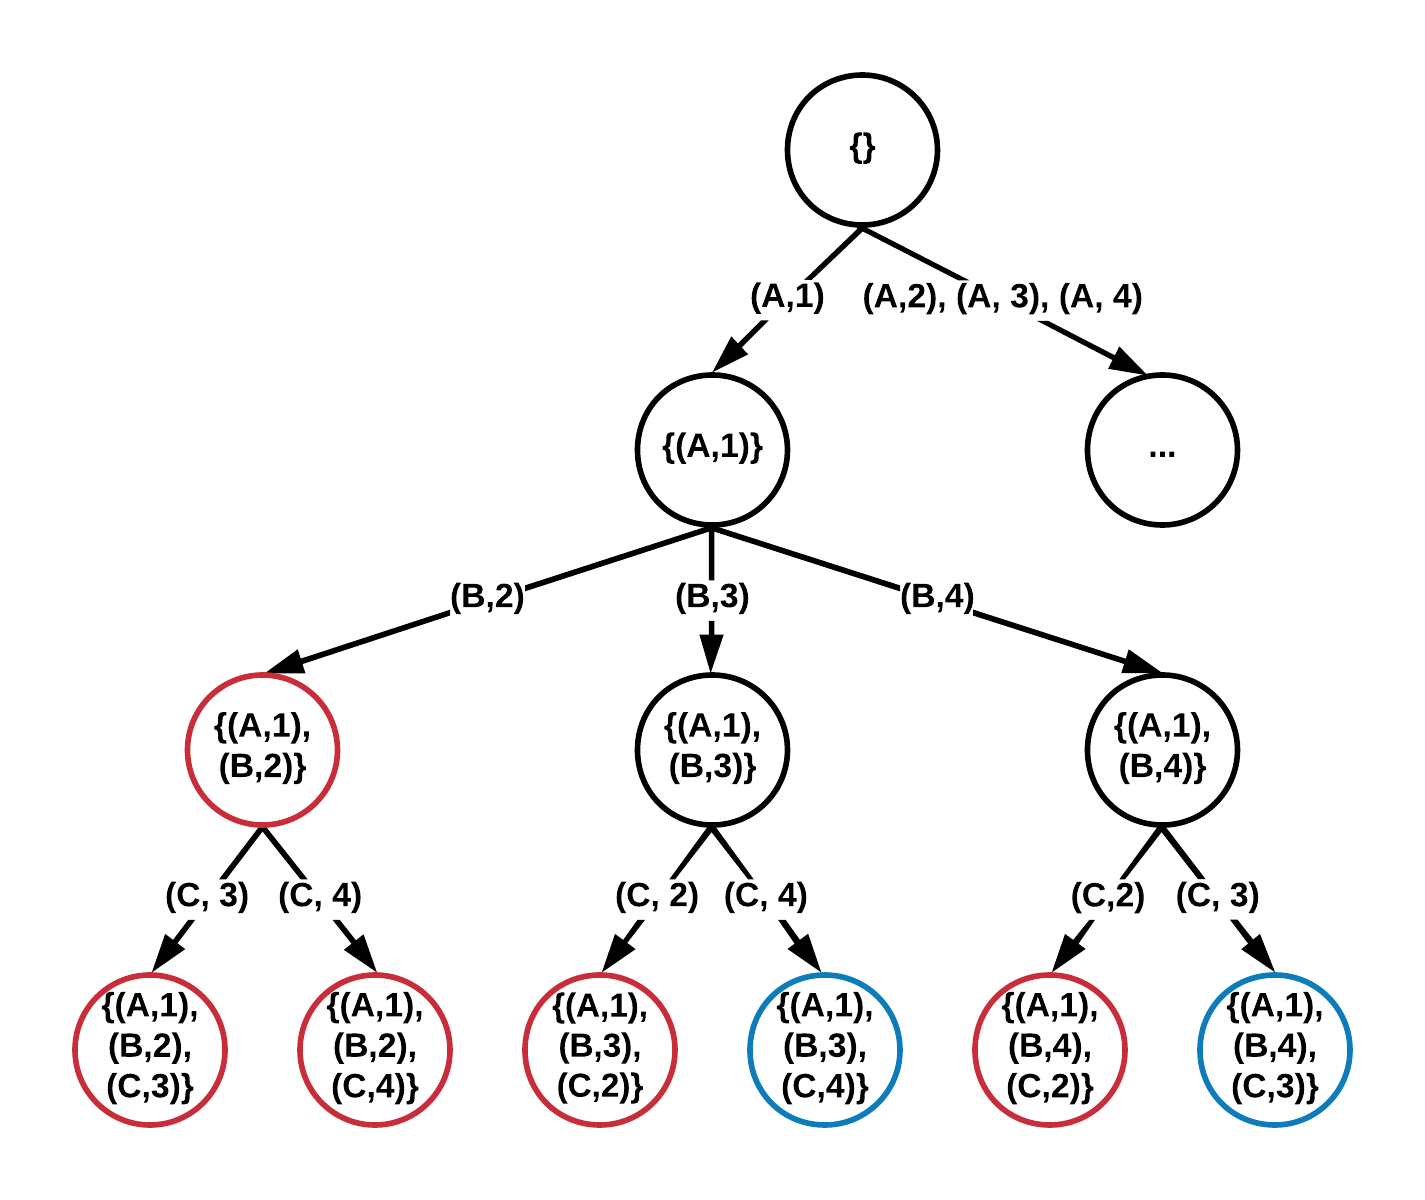 {}
(A,1)
(A,2), (A, 3), (A, 4)
{(A,1)}
...
(B,2)
(B,3)
(B,4)
{(A,1),
(B,2)}
{(A,1),
(B,3)}
{(A,1),
(B,4)}
(C, 3)
(C, 4)
(C, 2)
(C, 4)
(C,2)
(C, 3)
{(A,1),
(B,2),
(C,3)}
{(A,1),
(B,2),
(C,4)}
{(A,1),
(B,3),
(C,2)}
{(A,1),
(B,3),
(C,4)}
{(A,1),
(B,4),
(C,2)}
{(A,1),
(B,4),
(C,3)}